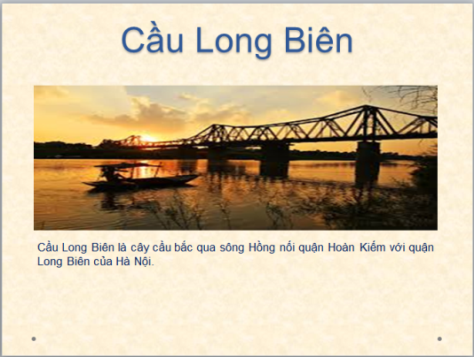 Cầu Long Biên
Cầu Long Biên là cây cầu bắc qua sông Hồng nối quận Hoàn Kiếm với quận
Long Biên của Hà Nội.